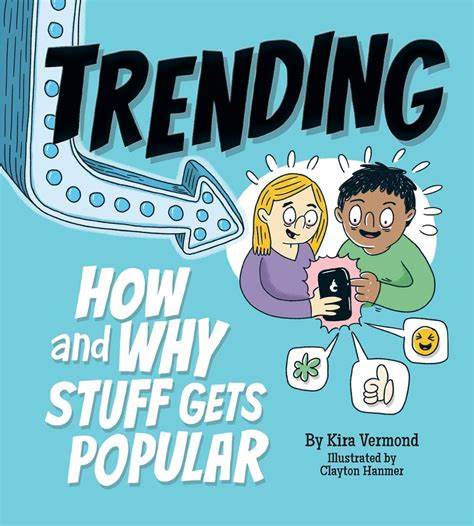 TRENDING
HOW
and WHY
STUFF GETS
POPULAR
By Kira Vermond
Illustrated by
Clayton Hanmer